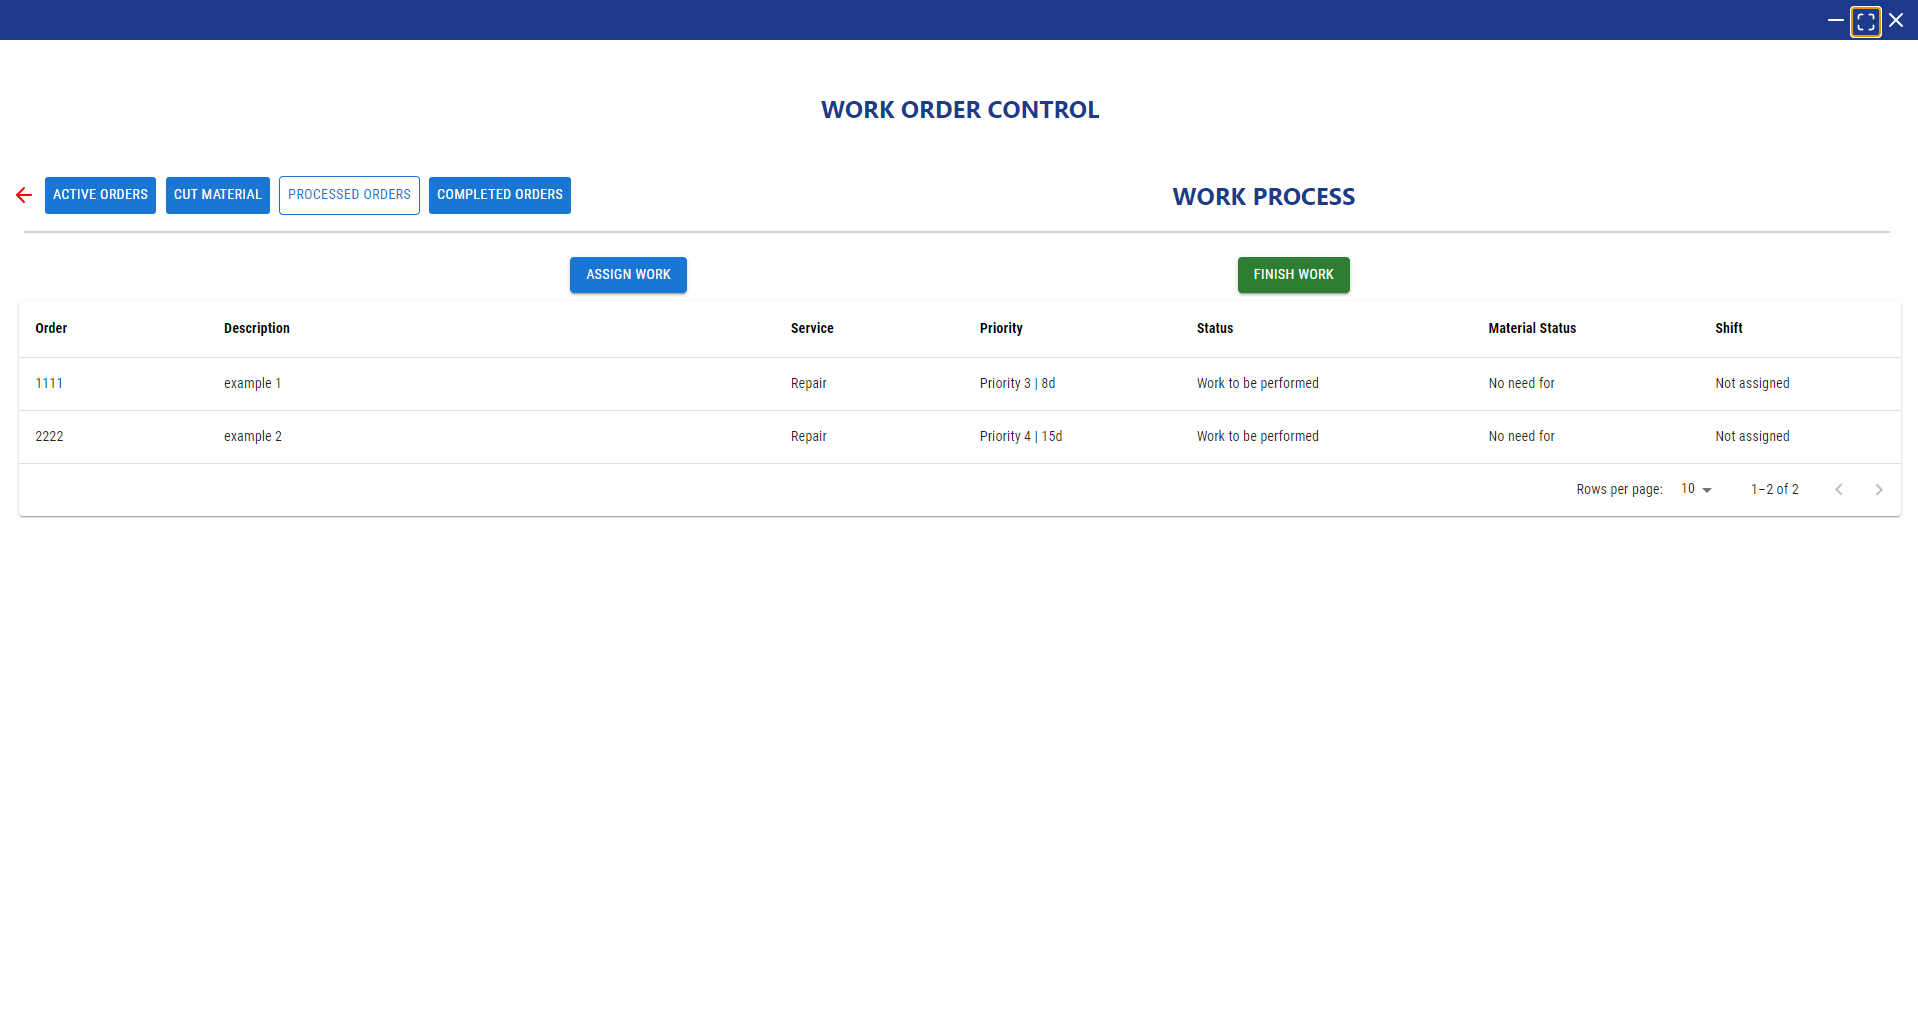 WORK ORDER CONTROL
ACTIVE ORDERS CUT MATERIAL PROCESSED ORDERS COMPLETED ORDERS WORK PROCESS
ASSIGN WORK FINISH WORK
Order Description Service Priority Status Material Status Shift
1111 example 1 Repair Priority 3 | 8d Work to be performed No need for Not assigned
2222 example 2 Repair Priority 4 | 15d Work to be performed No need for Not assigned
Rows per page: 10 1–2 of 2